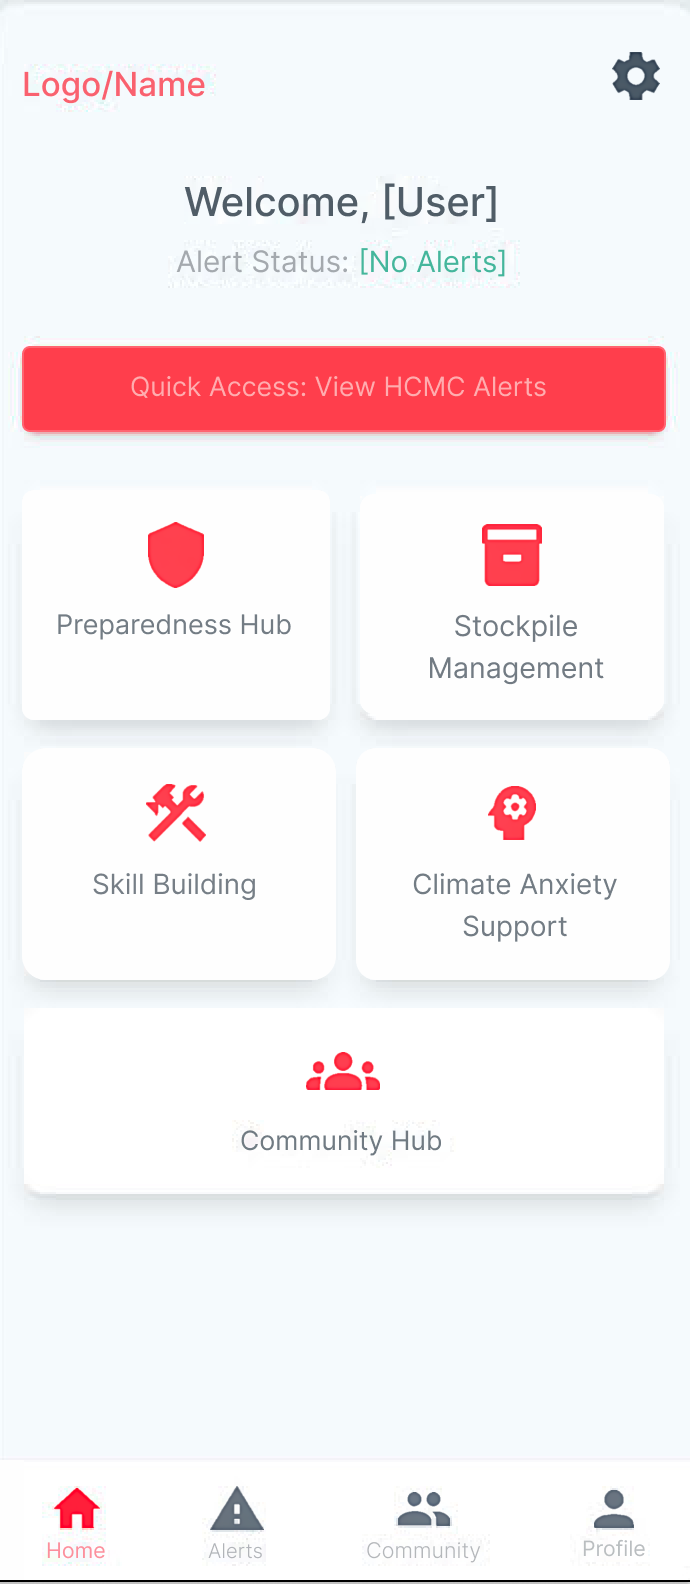 Logo/Name
Welcome, [User]
Alert Status: [No Alerts]
Quick Access: View HCMC Alerts
Preparedness Hub
Stockpile
Management
Skill Building
Climate Anxiety
Support
Community Hub
Home
Alerts
Community
Profile